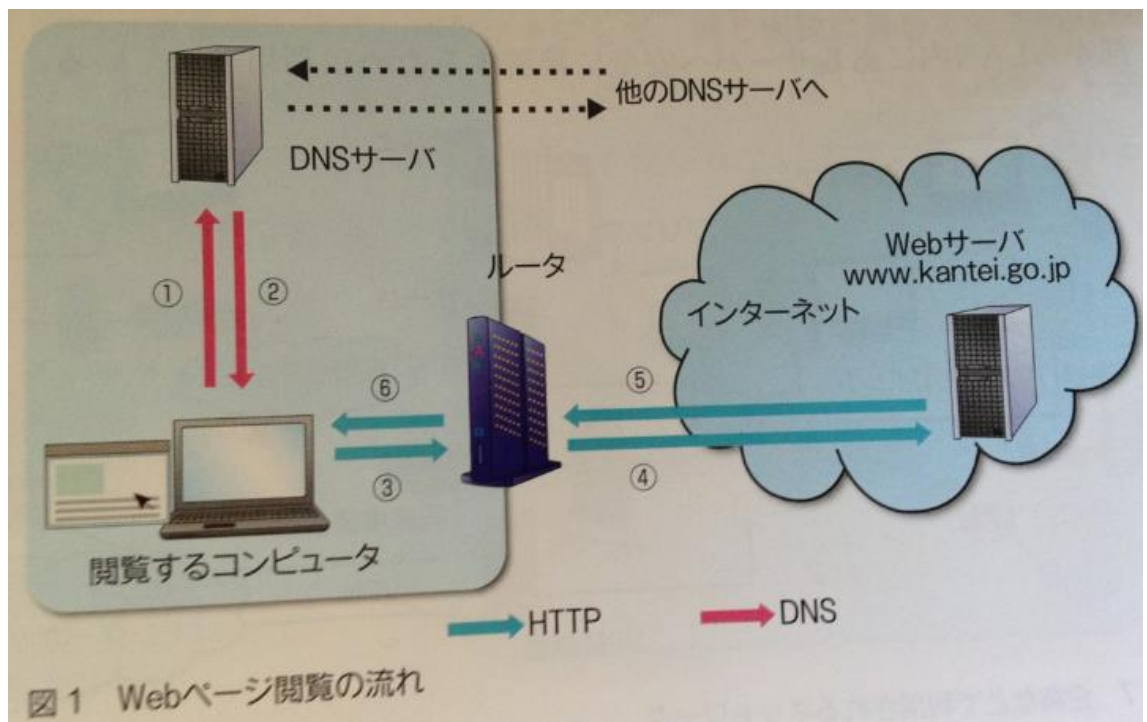 他のDNSサーバへ
DNSサーバ
ルータ
Webサーバ
www.kantei.go.jp
インターネット
①
②
⑥
⑤
③
④
閲覧するコンピュータ
HTTP
DNS
図1 Webページ閲覧の流れ